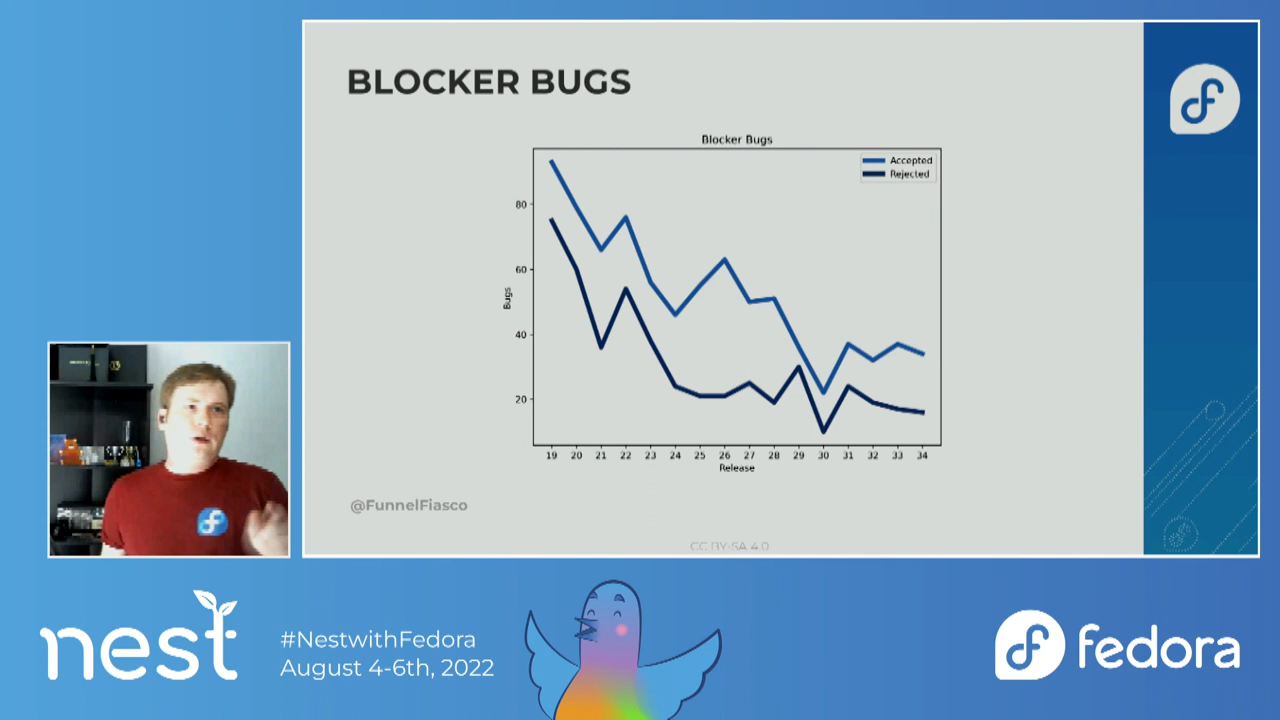 BLOCKER BUGS
Blocker Bugs
Accepted
Rejected
80
60
40
20
Bugs
19 20 21 22 23 24 25 26 27 28 29 30 31 32 33 34
Release
@FunnelFiasco
CC BY-SA 4.0
nest
#NestwithFedora
August 4-6th, 2022
fedora